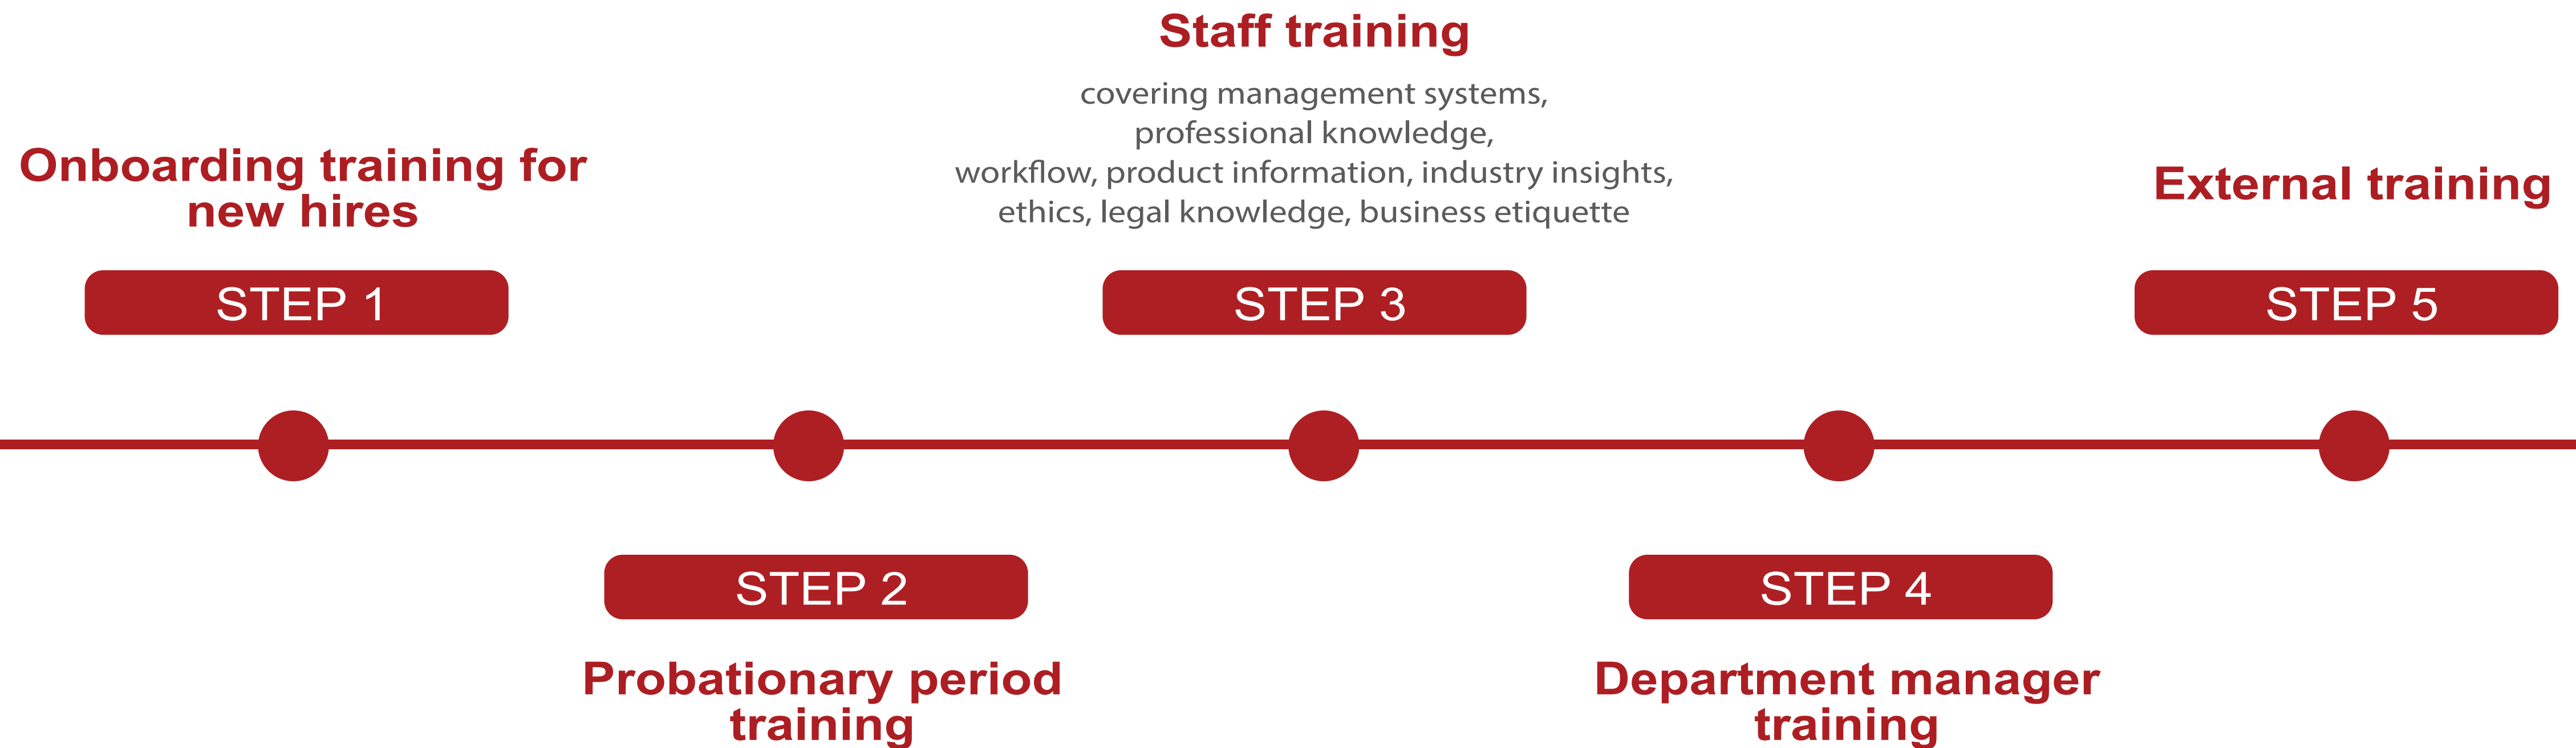 Onboarding training for
new hires
STEP 1
STEP 2
Probationary period
training
Staff training
covering management systems,
professional knowledge,
workflow, product information, industry insights,
ethics, legal knowledge, business etiquette
STEP 3
STEP 4
Department manager
training
External training
STEP 5